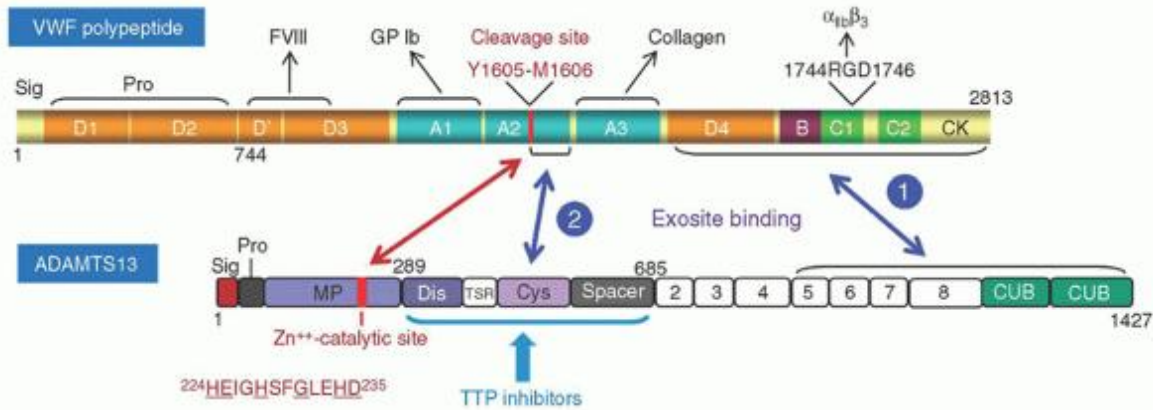 VWF polypeptide
α_IIbβ_3
FVIII
GP Ib
Cleavage site
Collagen
Y1605-M1606
1744RGD1746
Sig
Pro
2813
D1 D2 D' D3 A1 A2 A3 D4 B C1 C2 CK
1
744
2
1
Exosite binding
ADAMTS13
Pro
Sig
289
685
MP Dis TSR Cys Spacer 2 3 4 5 6 7 8 CUB CUB
1
1427
Zn++-catalytic site
224HEIGHSFGLEHD235
TTP inhibitors